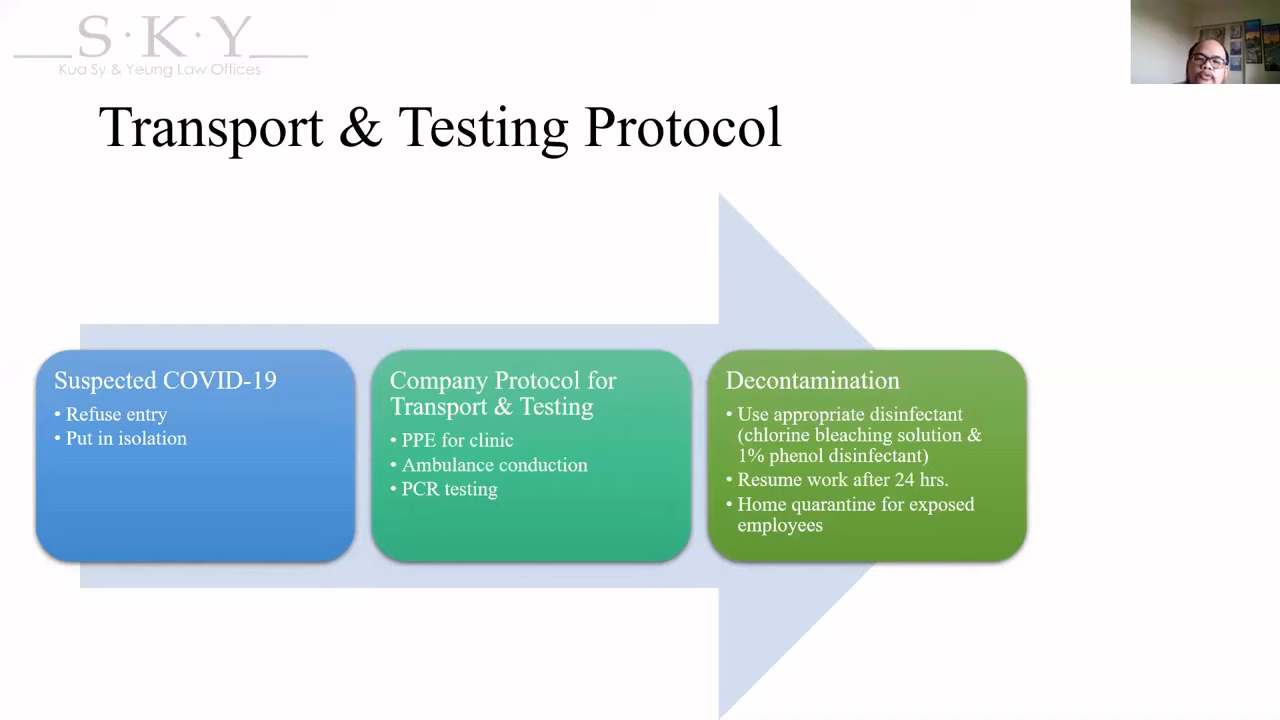 S·K·Y
Kua Sy & Yeung Law Offices
Transport & Testing Protocol
Suspected COVID-19
• Refuse entry
• Put in isolation
Company Protocol for
Transport & Testing
• PPE for clinic
• Ambulance conduction
• PCR testing
Decontamination
• Use appropriate disinfectant
(chlorine bleaching solution &
1% phenol disinfectant)
• Resume work after 24 hrs.
• Home quarantine for exposed
employees